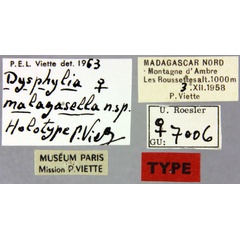 P.E.L. Viette det. 1963
Dysphylia ♀
malagasella n.sp.
Holotype P. Viette
MUSÉUM PARIS
Mission P. VIETTE
MADAGASCAR NORD
Montagne d'Ambre
Les Roussettes alt. 1000m
3.XII.1958
P. Viette
U. Roesler
♀
GU: 7006
TYPE